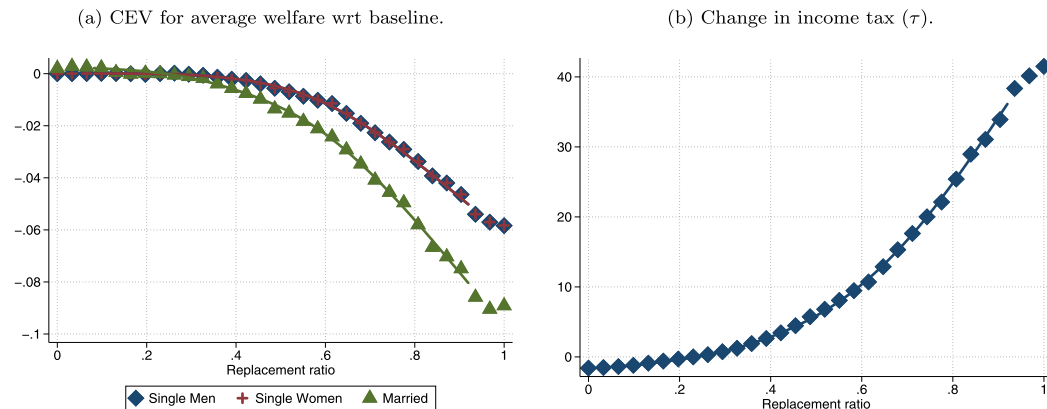 (a) CEV for average welfare wrt baseline.
0
−.02
−.04
−.06
−.08
−.1
0 .2 .4 .6 .8 1
Replacement ratio
Single Men Single Women Married
(b) Change in income tax (τ).
40
30
20
10
0
0 .2 .4 .6 .8 1
Replacement ratio